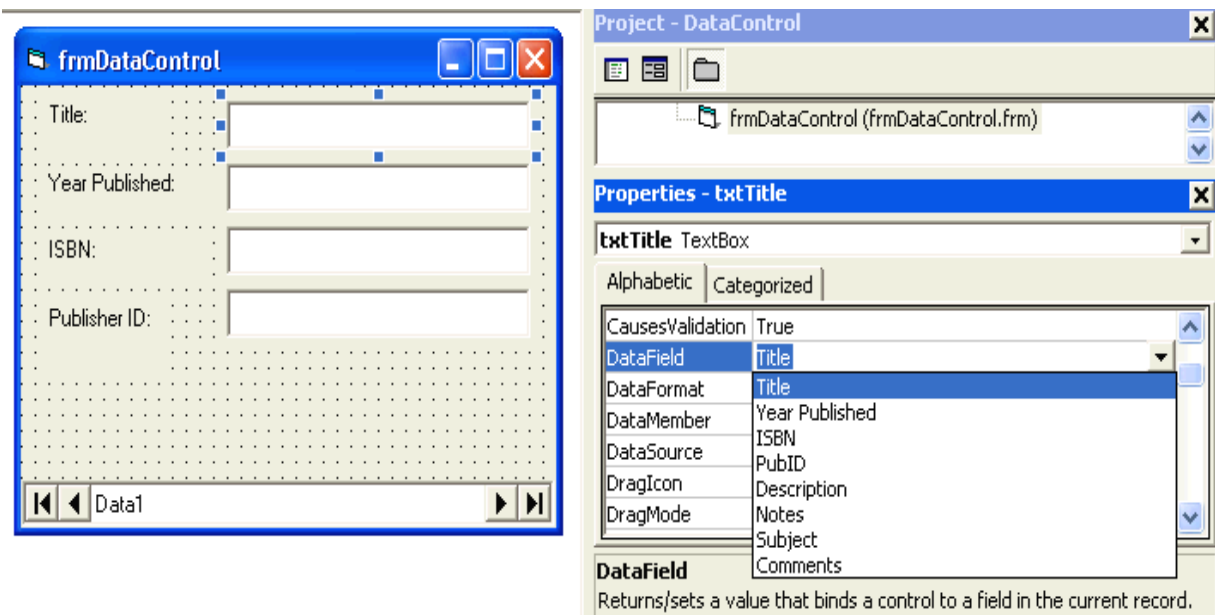 frmDataControl
Title:
Year Published:
ISBN:
Publisher ID:
Data1
Project - DataControl
frmDataControl (frmDataControl.frm)
Properties - txtTitle
txtTitle TextBox
Alphabetic Categorized
CausesValidation True
DataField Title
DataFormat Title
DataMember Year Published
ISBN
DataSource PubID
DragIcon Description
DragMode Notes
Subject
Comments
DataField
Returns/sets a value that binds a control to a field in the current record.